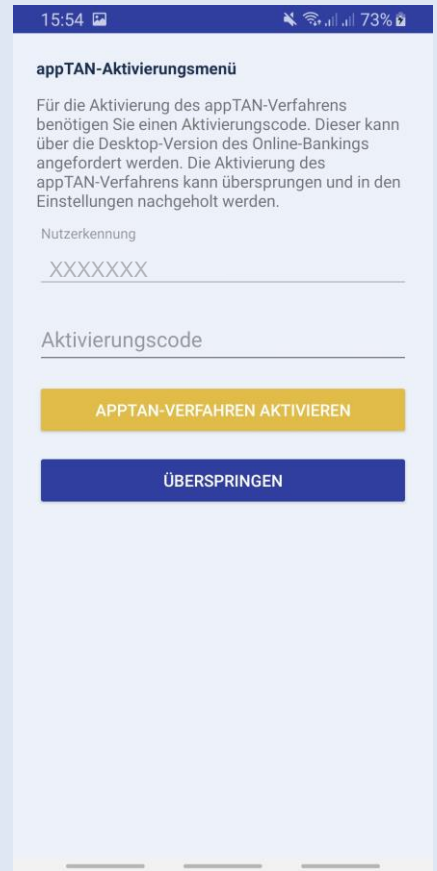 15:54 73%
appTAN-Aktivierungsmenü
Für die Aktivierung des appTAN-Verfahrens
benötigen Sie einen Aktivierungscode. Dieser kann
über die Desktop-Version des Online-Bankings
angefordert werden. Die Aktivierung des
appTAN-Verfahrens kann übersprungen und in den
Einstellungen nachgeholt werden.
Nutzerkennung
XXXXXXX
Aktivierungscode
APPTAN-VERFAHREN AKTIVIEREN
ÜBERSPRINGEN